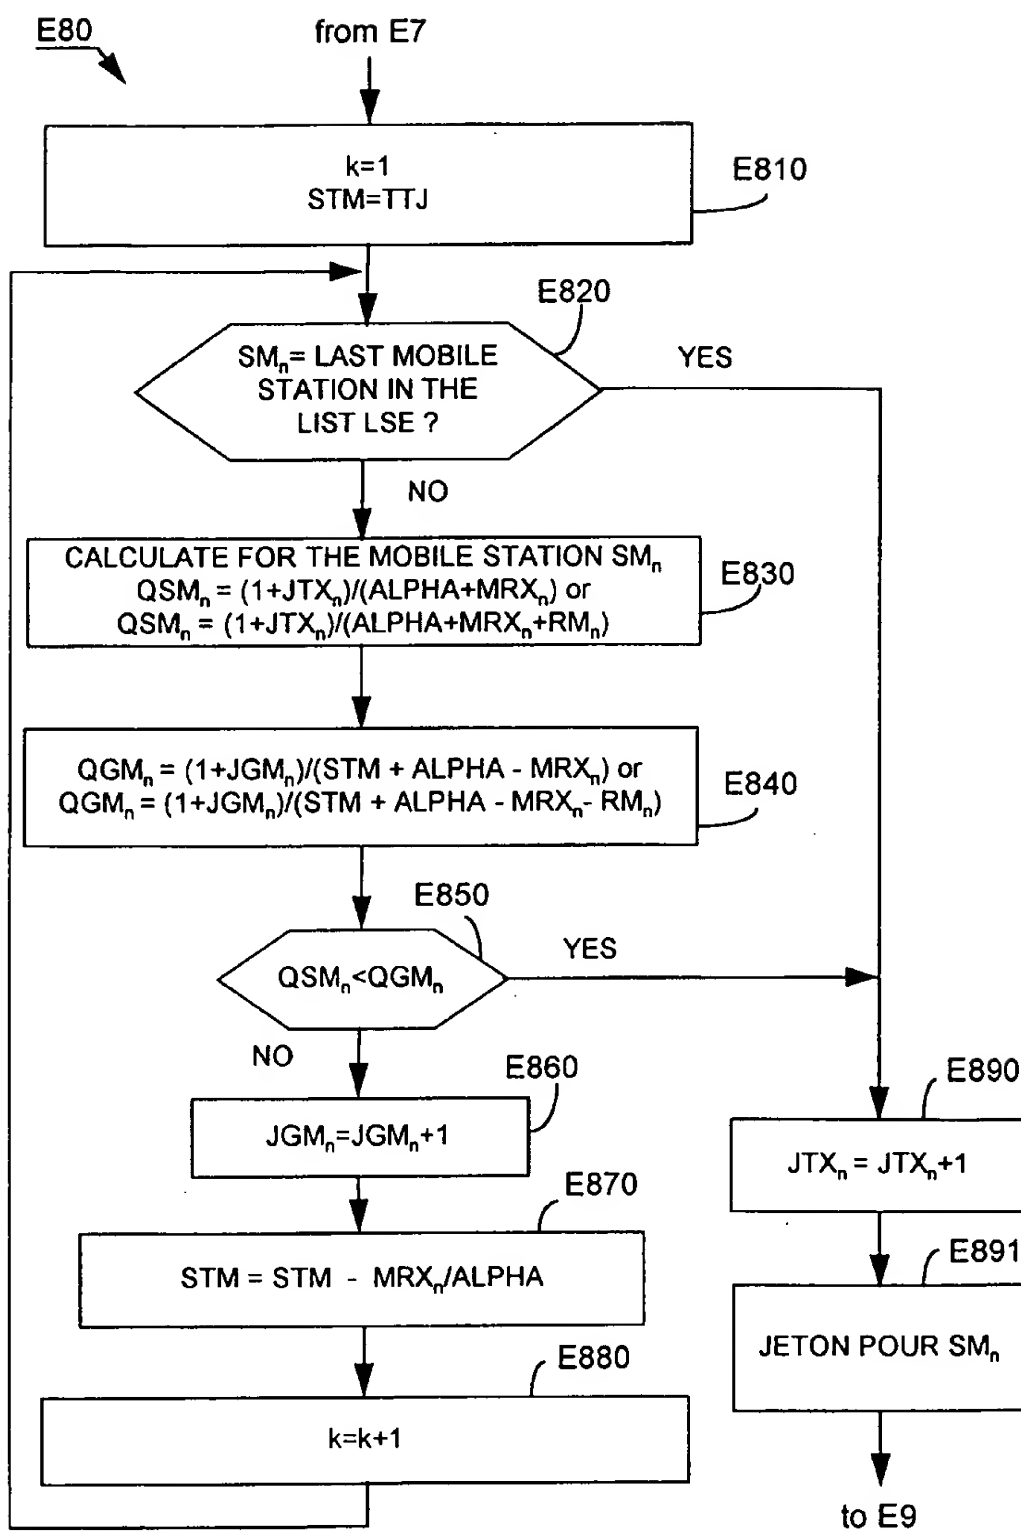 E80
from E7
k=1
STM=TTJ
E810
E820
SMn= LAST MOBILE
STATION IN THE
LIST LSE ?
YES
NO
CALCULATE FOR THE MOBILE STATION SMn
QSMn = (1+JTXn)/(ALPHA+MRXn) or
QSMn = (1+JTXn)/(ALPHA+MRXn+RMn)
E830
QGMn = (1+JGMn)/(STM + ALPHA - MRXn) or
QGMn = (1+JGMn)/(STM + ALPHA - MRXn- RMn)
E840
E850
QSMn<QGMn
YES
NO
E860
JGMn=JGMn+1
E890
JTXn = JTXn+1
E870
STM = STM - MRXn/ALPHA
E891
JETON POUR SMn
E880
k=k+1
to E9